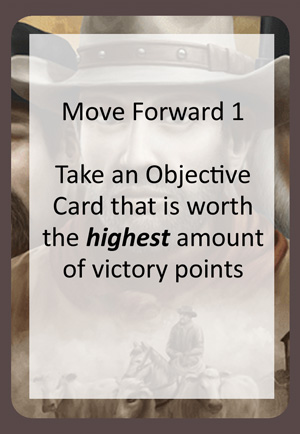 Move Forward 1
Take an Objective
Card that is worth
the highest amount
of victory points